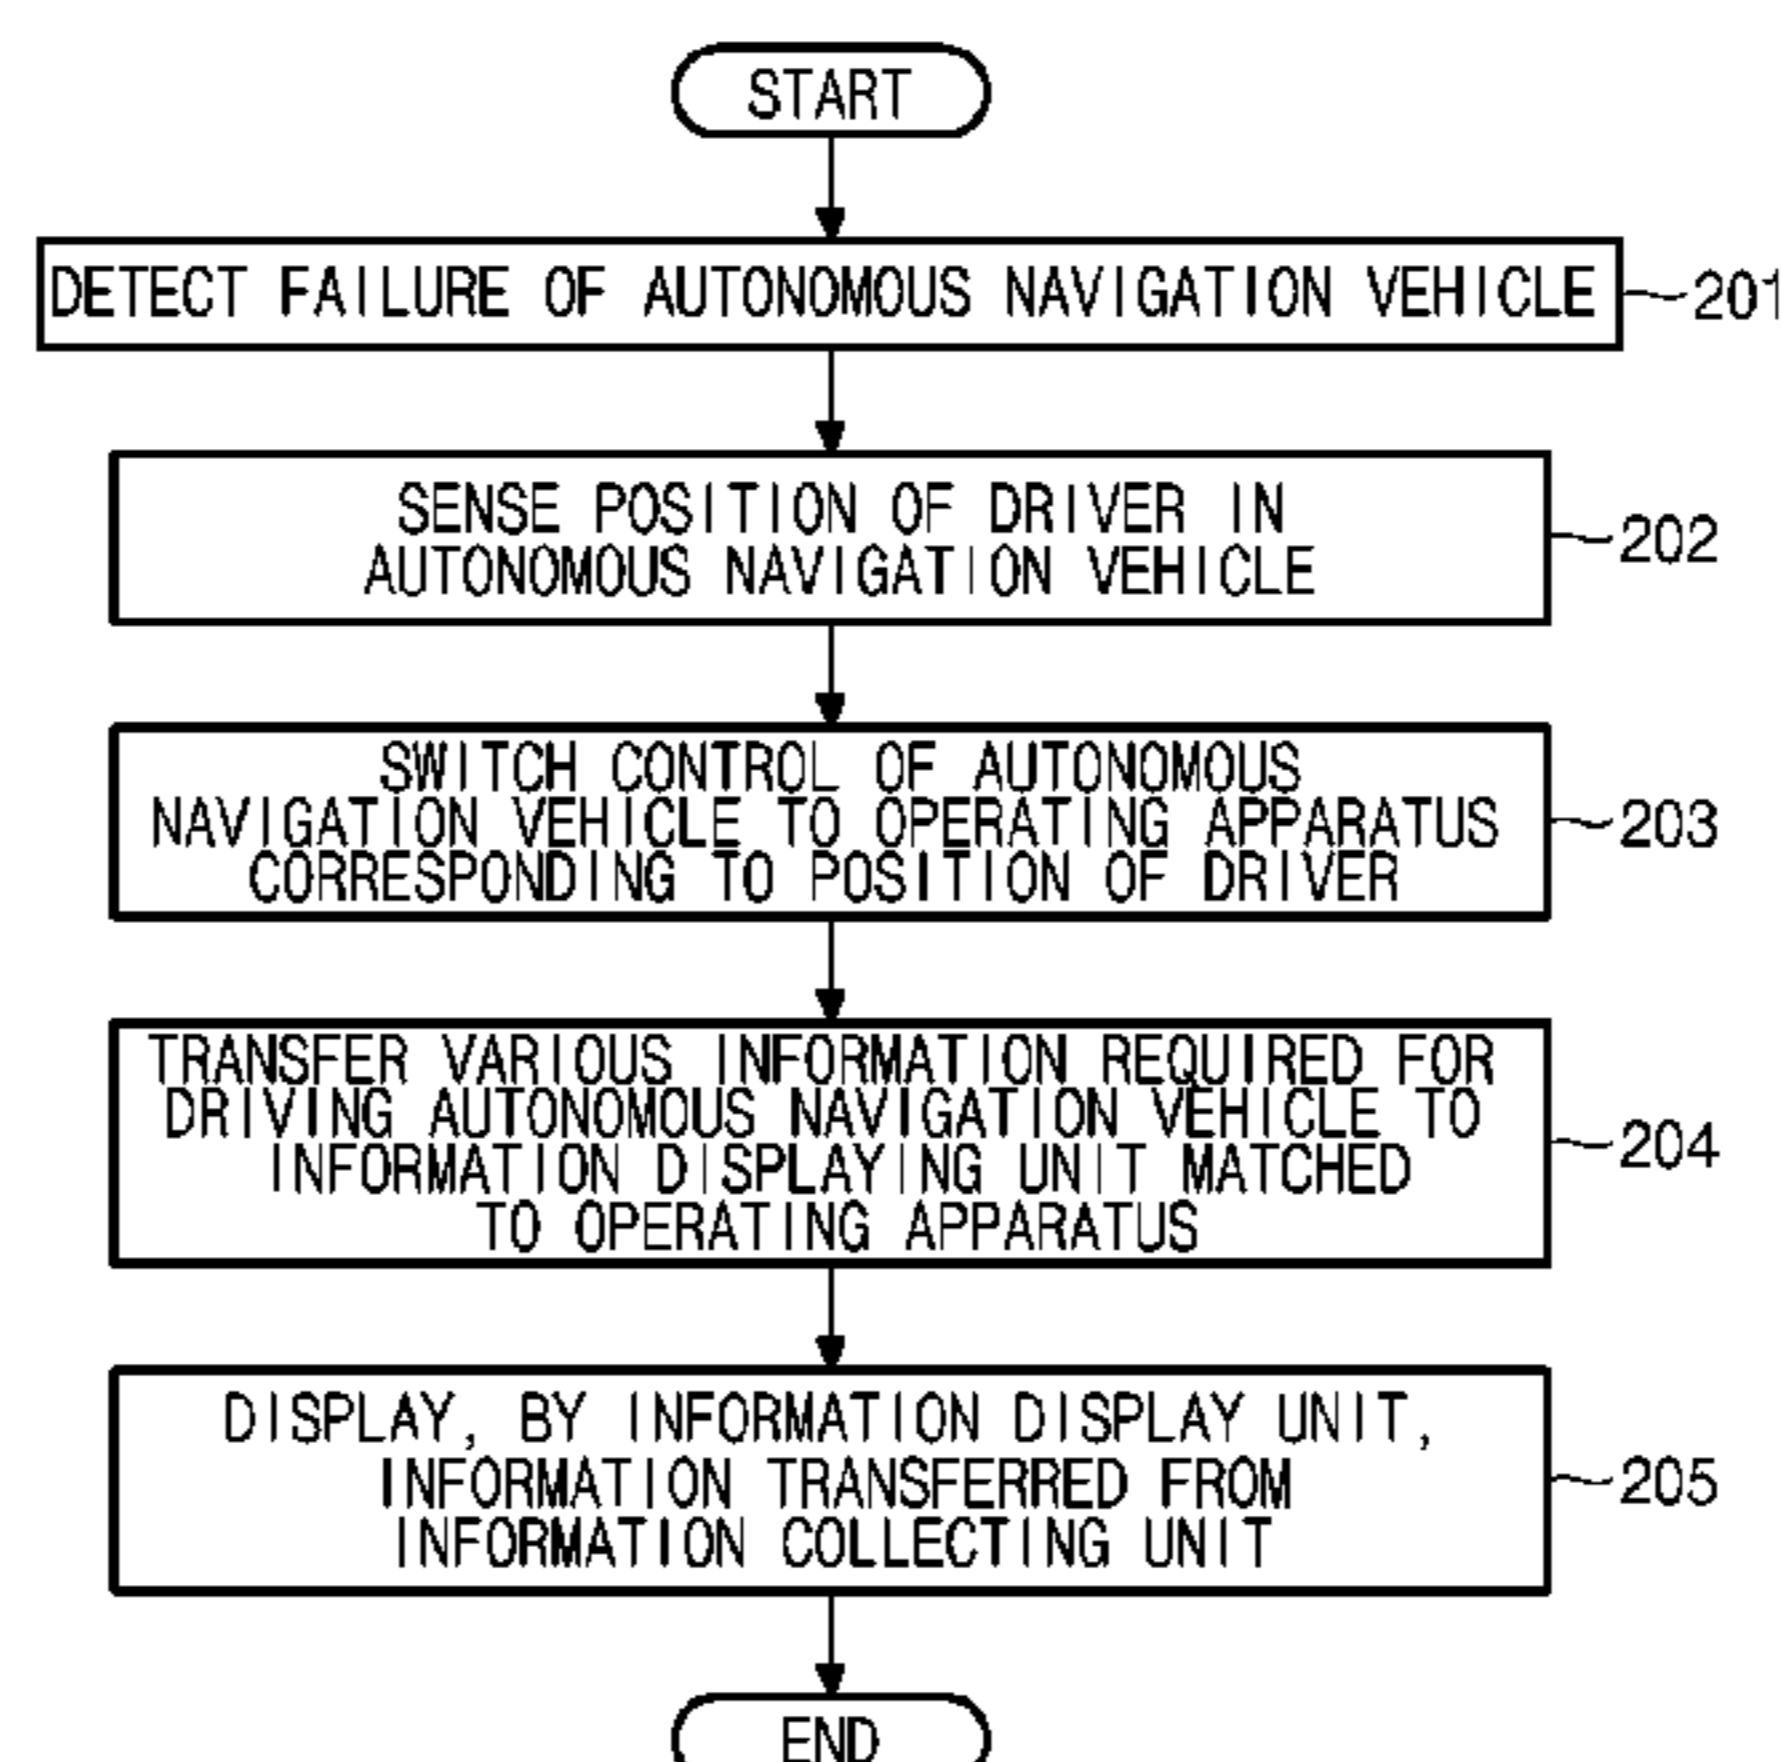 START
DETECT FAILURE OF AUTONOMOUS NAVIGATION VEHICLE
201
SENSE POSITION OF DRIVER IN
AUTONOMOUS NAVIGATION VEHICLE
202
SWITCH CONTROL OF AUTONOMOUS
NAVIGATION VEHICLE TO OPERATING APPARATUS
CORRESPONDING TO POSITION OF DRIVER
203
TRANSFER VARIOUS INFORMATION REQUIRED FOR
DRIVING AUTONOMOUS NAVIGATION VEHICLE TO
INFORMATION DISPLAYING UNIT MATCHED
TO OPERATING APPARATUS
204
DISPLAY, BY INFORMATION DISPLAY UNIT,
INFORMATION TRANSFERRED FROM
INFORMATION COLLECTING UNIT
205
END